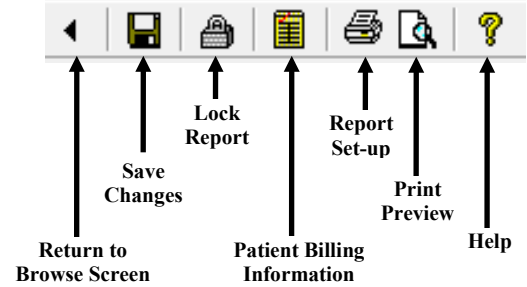 Lock
Report
Report
Set-up
Save
Changes
Print
Preview
Return to
Browse Screen
Patient Billing
Information
Help